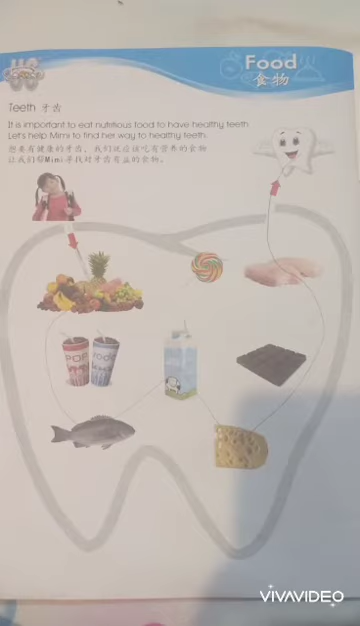 Food
食物
Teeth 牙齿
It is important to eat nutritious food to have healthy teeth.
Let's help Mimi to find her way to healthy teeth.
想要有健康的牙齿，我们就应该吃有营养的食物
让我们帮Mimi寻找对牙齿有益的食物。
POP
VIVAVIDEO